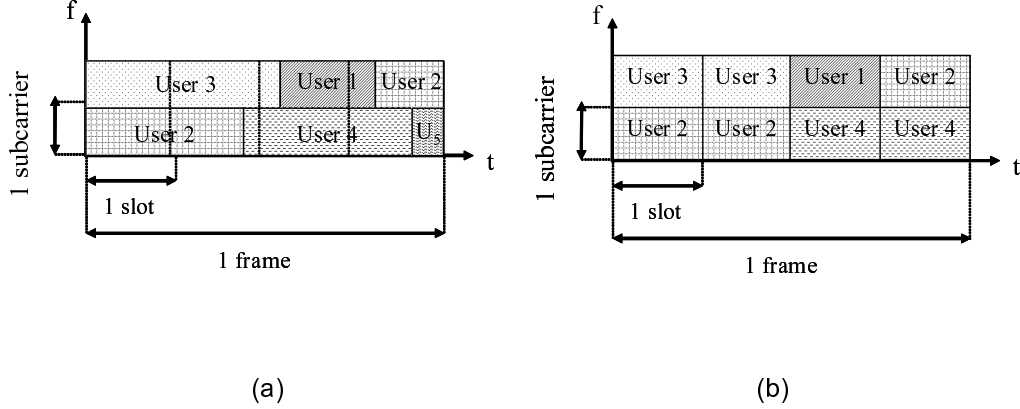 f
User 3
User 1
User 2
User 2
User 4
U5
t
1 subcarrier
1 slot
1 frame
(a)
f
User 3
User 3
User 1
User 2
User 2
User 2
User 4
User 4
t
1 subcarrier
1 slot
1 frame
(b)